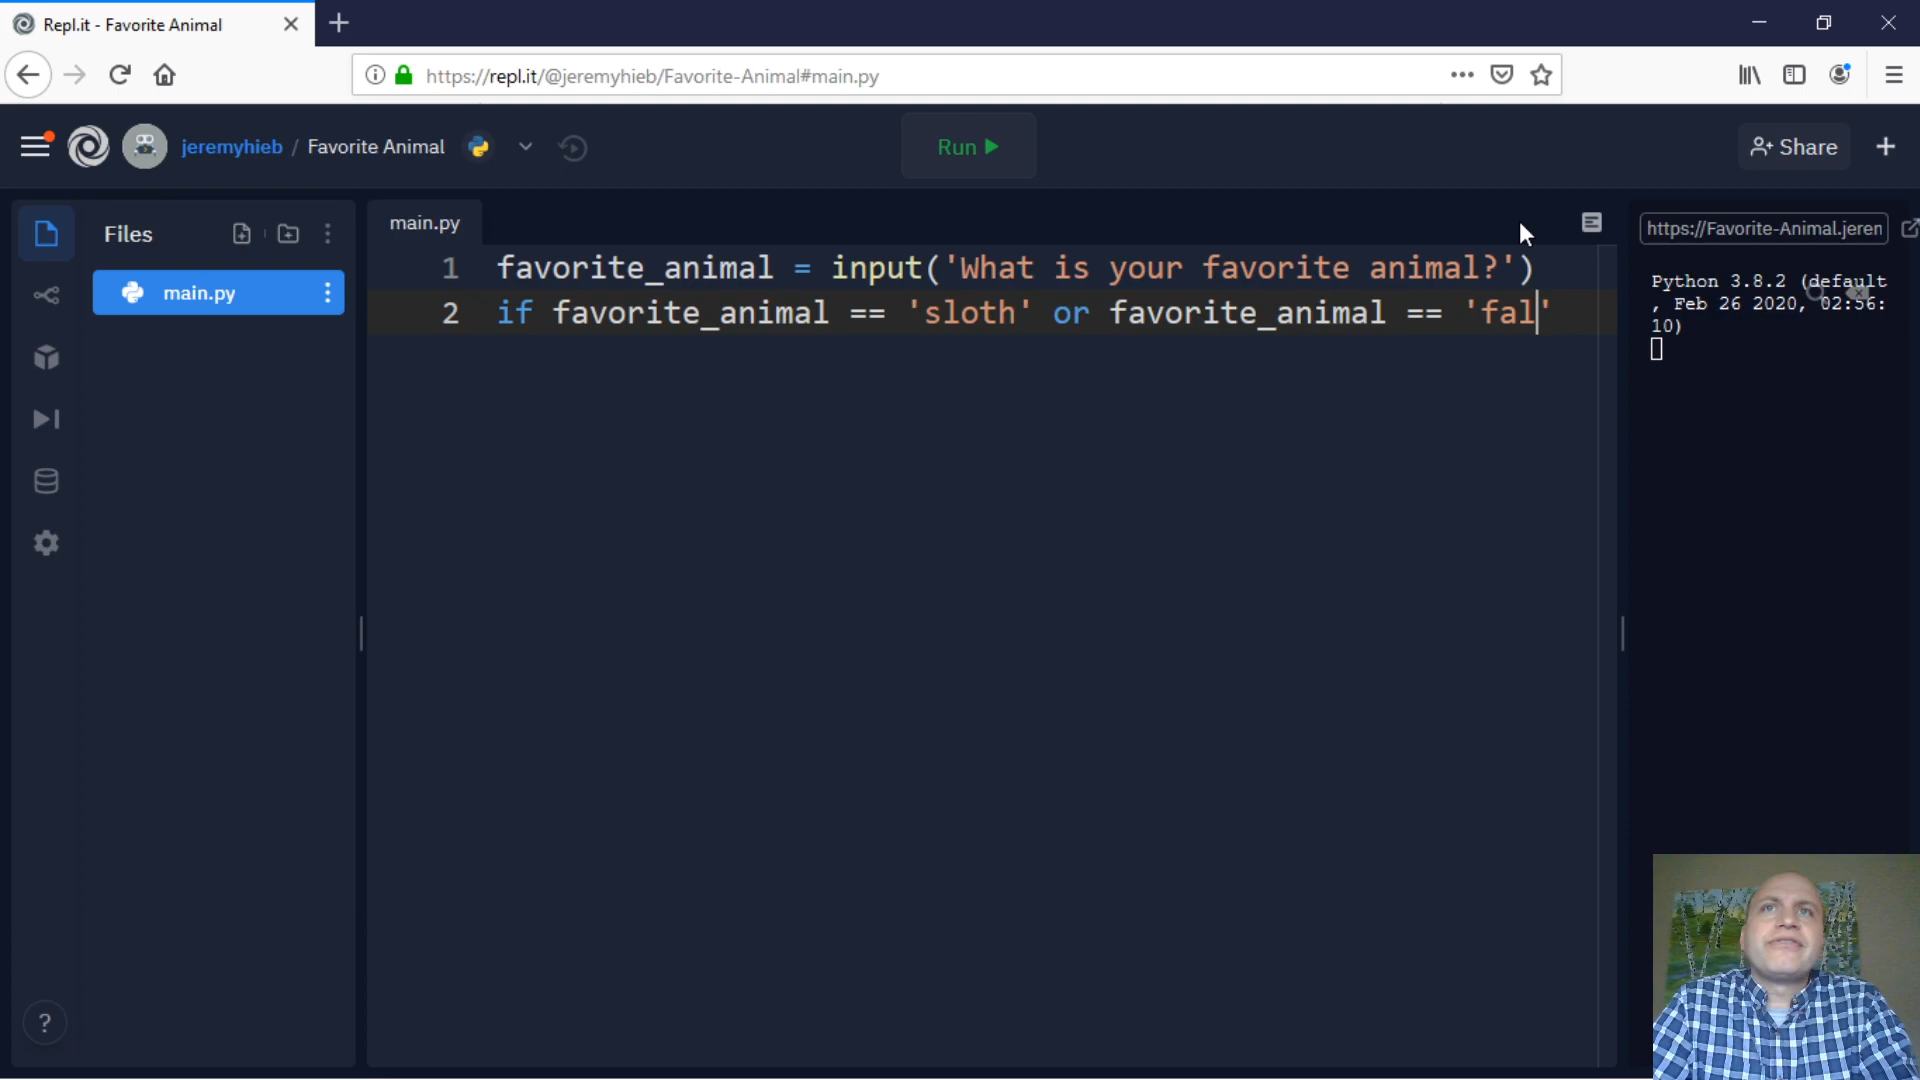 Repl.it - Favorite Animal
https://repl.it/@jeremyhieb/Favorite-Animal#main.py
jeremyhieb / Favorite Animal
Run
Share
Files
main.py
main.py
https://Favorite-Animal.jeren
1 favorite_animal = input('What is your favorite animal?')
2 if favorite_animal == 'sloth' or favorite_animal == 'fal'
Python 3.8.2 (default
, Feb 26 2020, 02:56:
10)
?